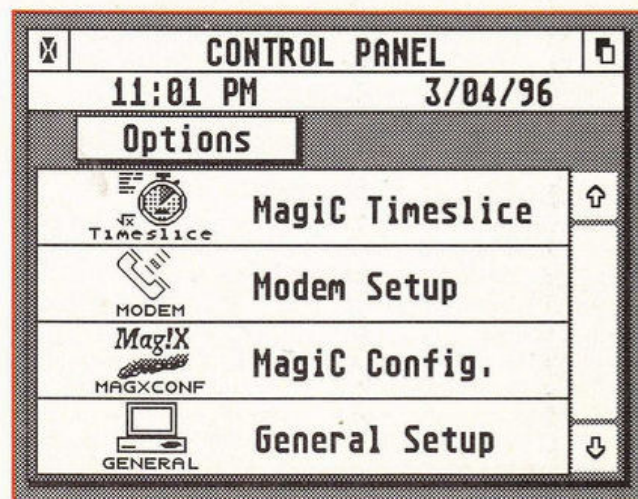 CONTROL PANEL
11:01 PM 3/04/96
Options
√x
Timeslice
MagiC Timeslice
MODEM
Modem Setup
Mag!X
MAGXCONF
MagiC Config.
GENERAL
General Setup